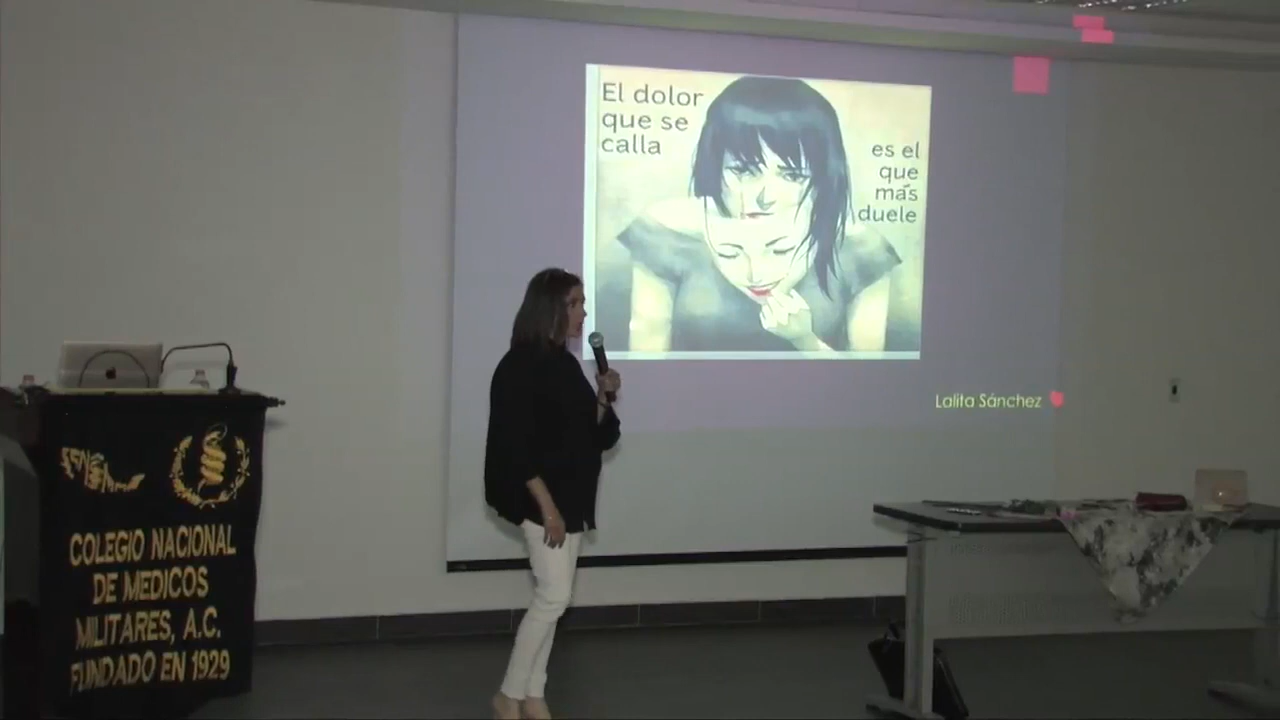 El dolor
que se
calla
es el
que
más
duele
Lalita Sánchez
COLEGIO NACIONAL
DE MEDICOS
MILITARES, A.C.
FUNDADO EN 1929